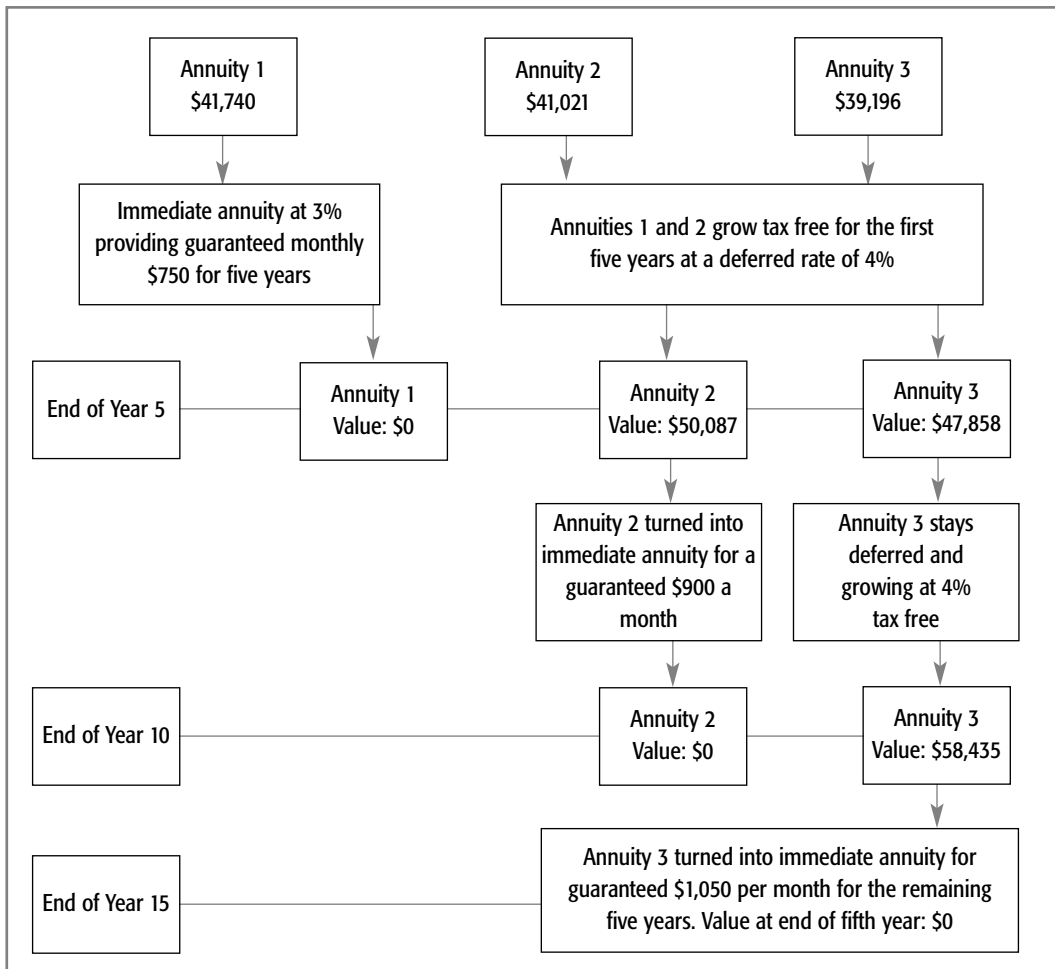 Annuity 1
$41,740
Annuity 2
$41,021
Annuity 3
$39,196
Immediate annuity at 3%
providing guaranteed monthly
$750 for five years
Annuities 1 and 2 grow tax free for the first
five years at a deferred rate of 4%
End of Year 5
Annuity 1
Value: $0
Annuity 2
Value: $50,087
Annuity 3
Value: $47,858
Annuity 2 turned into
immediate annuity for a
guaranteed $900 a
month
Annuity 3 stays
deferred and
growing at 4%
tax free
End of Year 10
Annuity 2
Value: $0
Annuity 3
Value: $58,435
End of Year 15
Annuity 3 turned into immediate annuity for
guaranteed $1,050 per month for the remaining
five years. Value at end of fifth year: $0